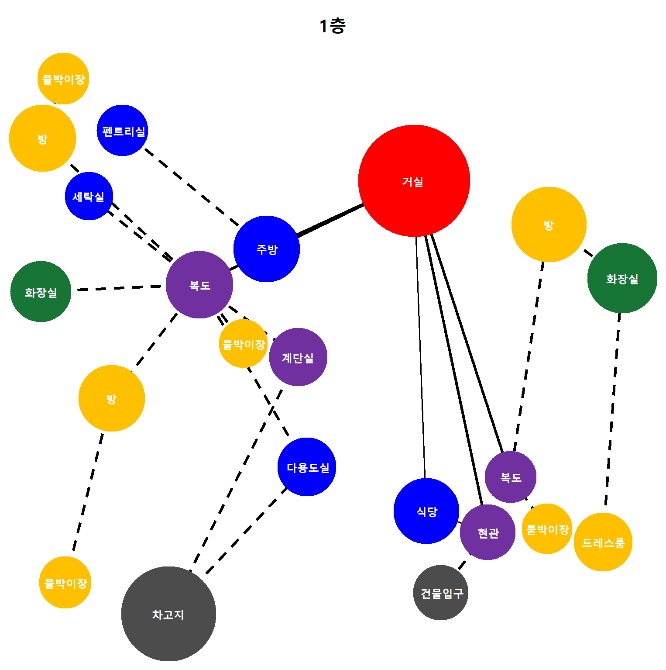 1층
붙박이장
방
펜트리실
세탁실
거실
주방
방
화장실
화장실
복도
붙박이장
계단실
방
다용도실
복도
식당
현관
붙박이장
드레스룸
붙박이장
건물입구
차고지